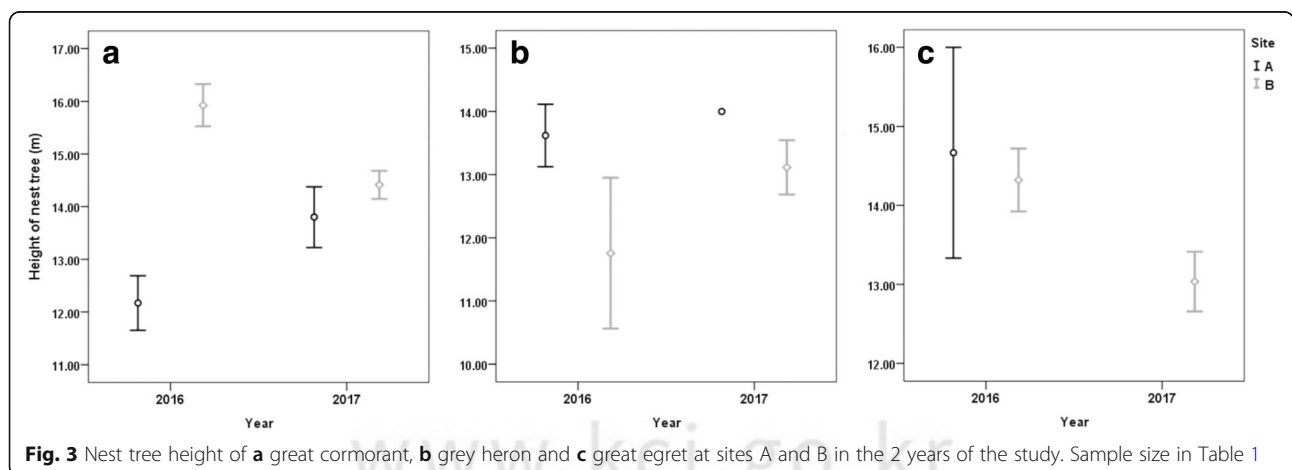 a
17.00
16.00
15.00
14.00
13.00
12.00
11.00
Height of nest tree (m)
2016
2017
Year
b
15.00
14.00
13.00
12.00
11.00
10.00
2016
2017
Year
c
16.00
15.00
14.00
13.00
12.00
2016
2017
Year
Site
A
B
www.kci.go.kr
Fig. 3 Nest tree height of a great cormorant, b grey heron and c great egret at sites A and B in the 2 years of the study. Sample size in Table 1